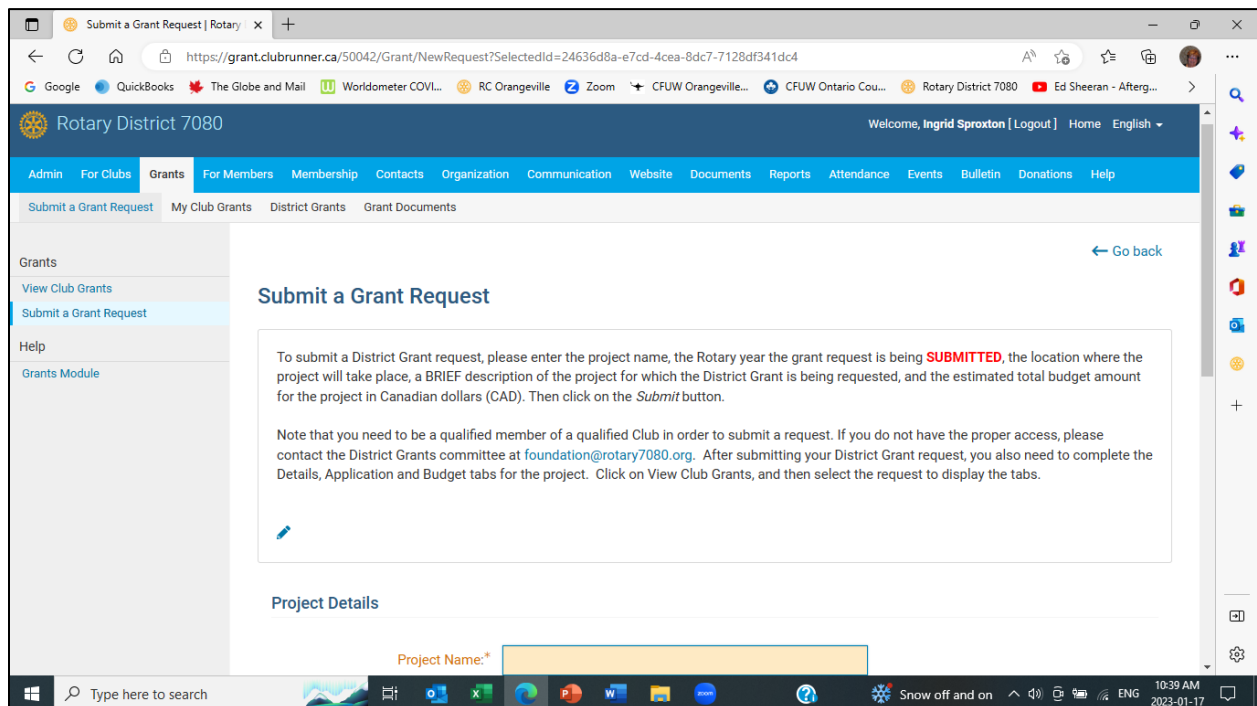 Submit a Grant Request | Rotary
https://grant.clubrunner.ca/50042/Grant/NewRequest?SelectedId=24636d8a-e7cd-4cea-8dc7-7128df341dc4
Google QuickBooks The Globe and Mail Worldometer COVI... RC Orangeville Zoom CFUW Orangeville... CFUW Ontario Cou... Rotary District 7080 Ed Sheeran - Afterg...
Rotary District 7080 Welcome, Ingrid Sproxton [ Logout ] Home English
Admin For Clubs Grants For Members Membership Contacts Organization Communication Website Documents Reports Attendance Events Bulletin Donations Help
Submit a Grant Request My Club Grants District Grants Grant Documents
Go back
Grants
View Club Grants
Submit a Grant Request
Help
Grants Module
Submit a Grant Request
To submit a District Grant request, please enter the project name, the Rotary year the grant request is being SUBMITTED, the location where the
project will take place, a BRIEF description of the project for which the District Grant is being requested, and the estimated total budget amount
for the project in Canadian dollars (CAD). Then click on the Submit button.
Note that you need to be a qualified member of a qualified Club in order to submit a request. If you do not have the proper access, please
contact the District Grants committee at foundation@rotary7080.org. After submitting your District Grant request, you also need to complete the
Details, Application and Budget tabs for the project. Click on View Club Grants, and then select the request to display the tabs.
Project Details
Project Name:*
Type here to search Snow off and on ENG 10:39 AM
2023-01-17